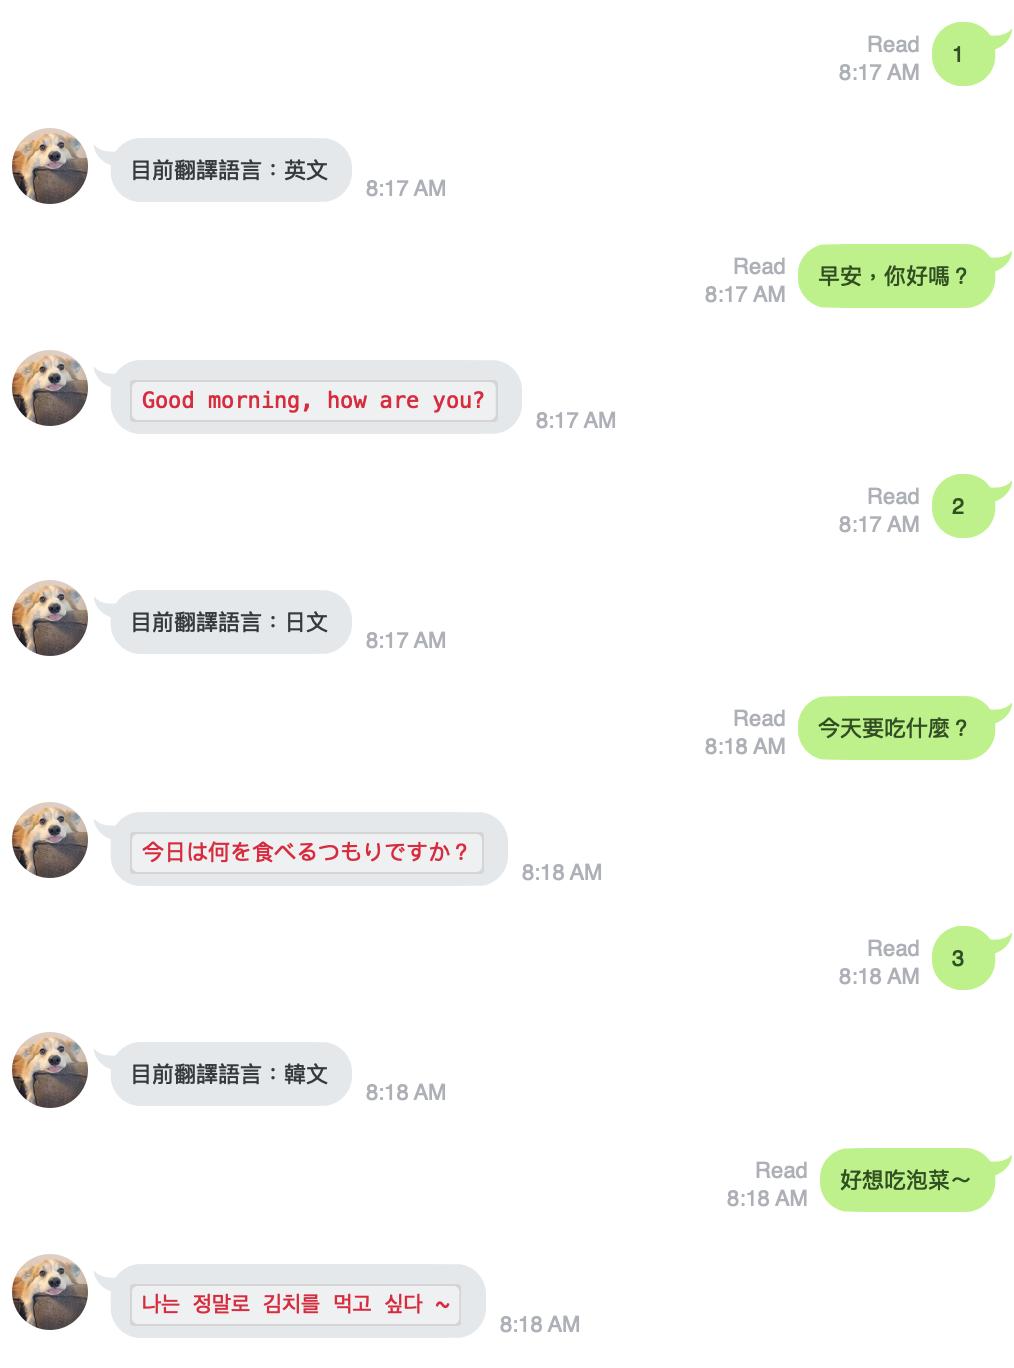 Read
8:17 AM
1
目前翻譯語言：英文
8:17 AM
Read
8:17 AM
早安，你好嗎？
Good morning, how are you?
8:17 AM
Read
8:17 AM
2
目前翻譯語言：日文
8:17 AM
Read
8:18 AM
今天要吃什麼？
今日は何を食べるつもりですか？
8:18 AM
Read
8:18 AM
3
目前翻譯語言：韓文
8:18 AM
Read
8:18 AM
好想吃泡菜～
나는 정말로 김치를 먹고 싶다 ~
8:18 AM